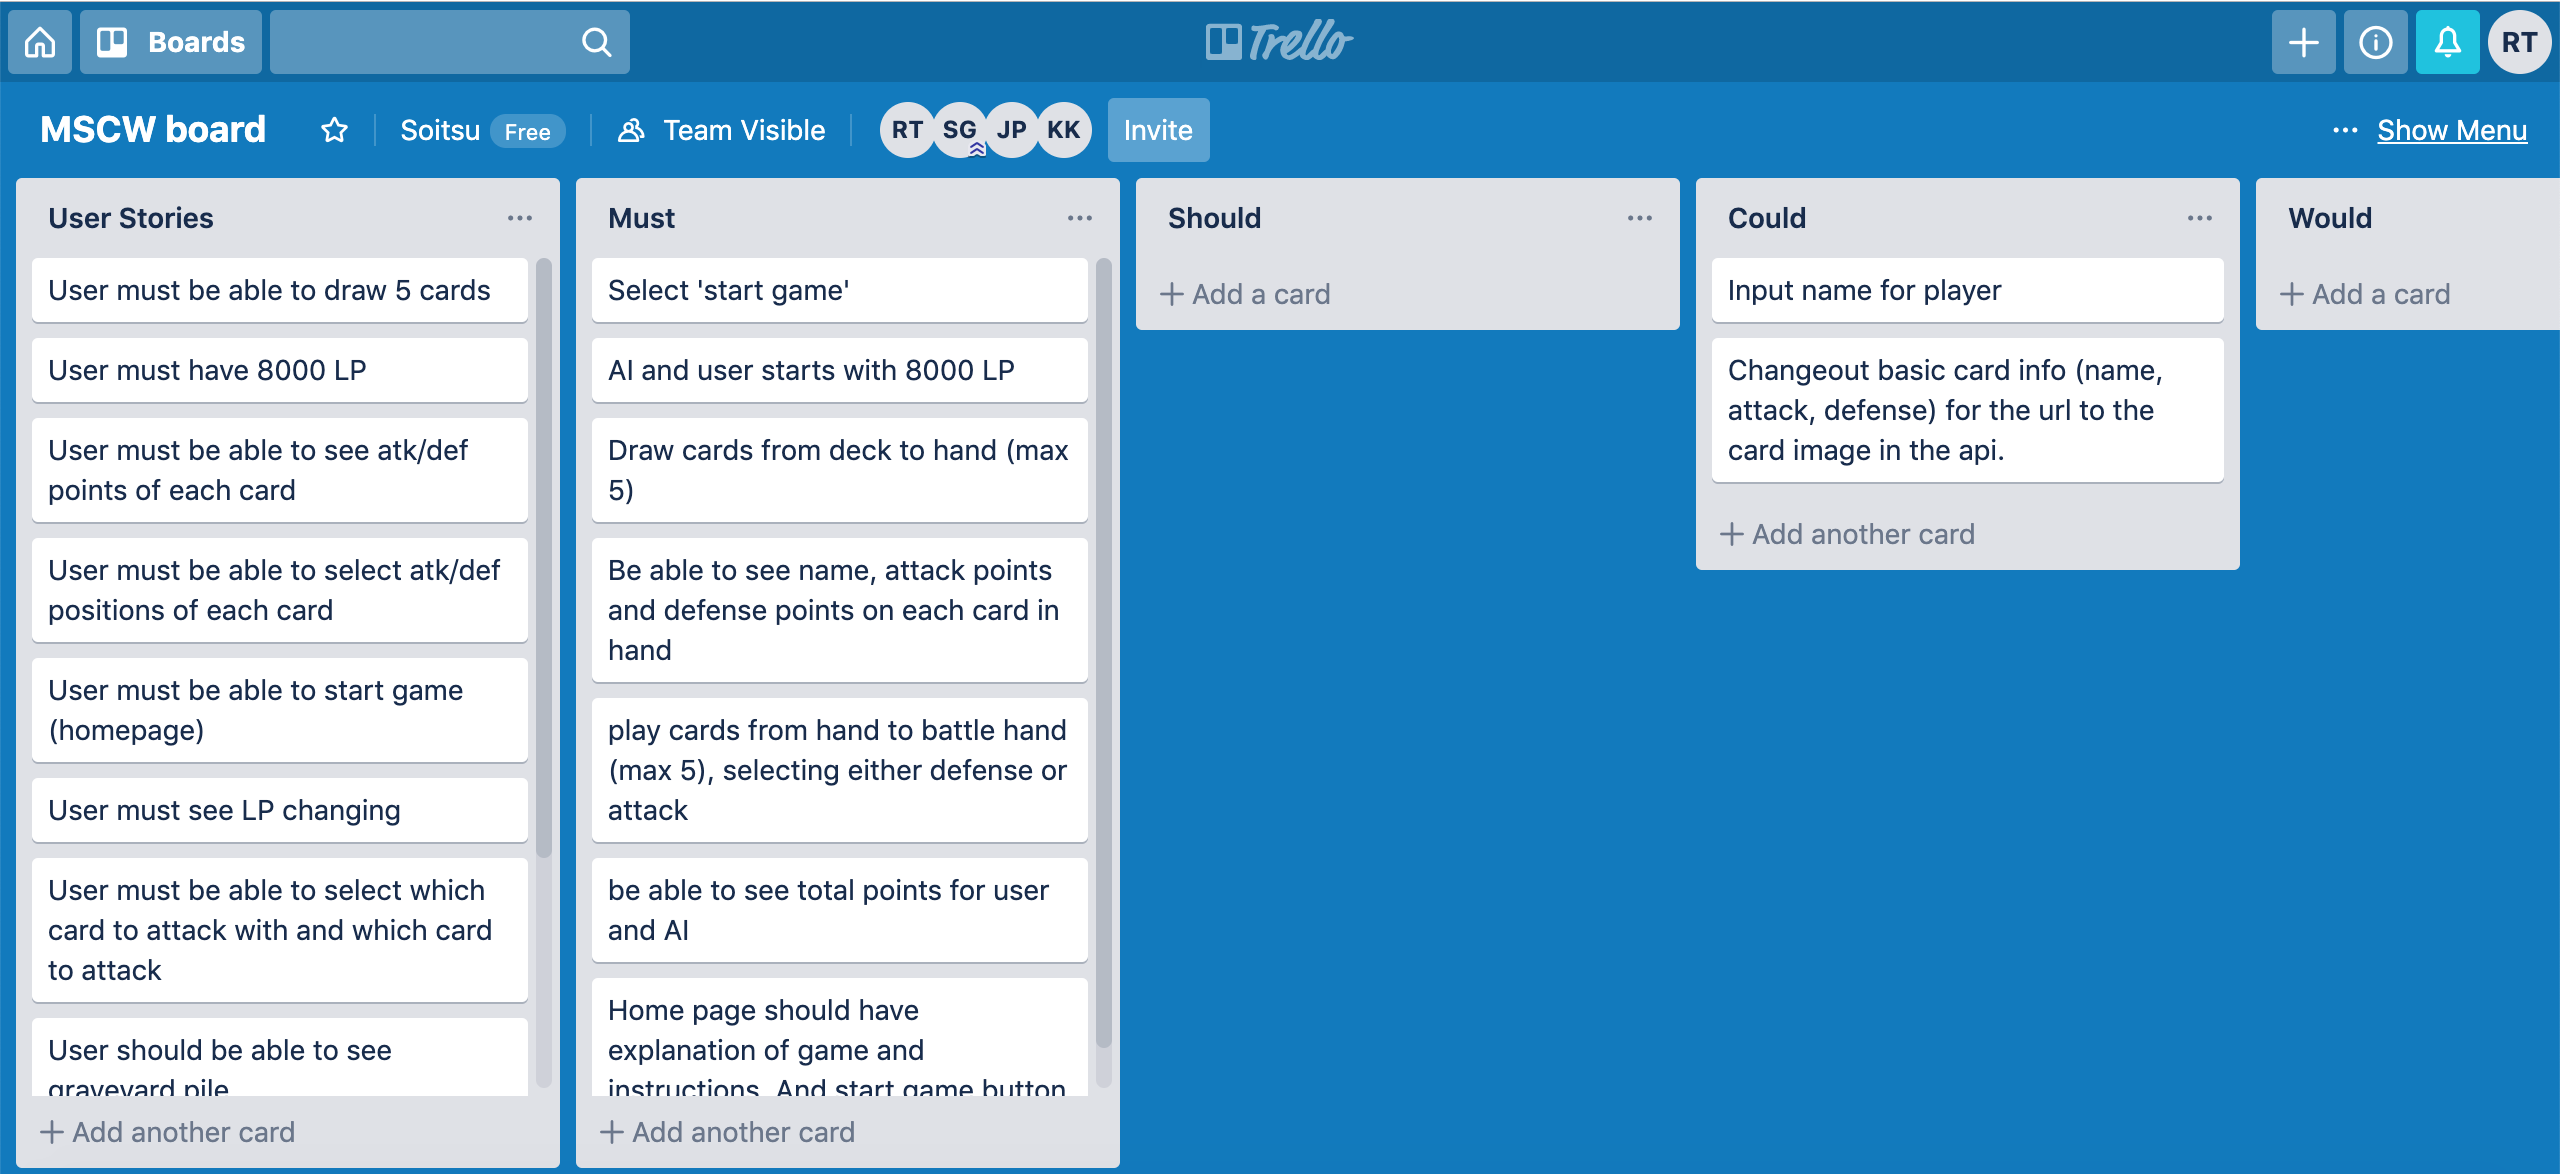 Boards
Trello
RT
MSCW board
Soitsu
Free
Team Visible
RT
SG
JP
KK
Invite
... Show Menu
User Stories
User must be able to draw 5 cards
User must have 8000 LP
User must be able to see atk/def
points of each card
User must be able to select atk/def
positions of each card
User must be able to start game
(homepage)
User must see LP changing
User must be able to select which
card to attack with and which card
to attack
User should be able to see
graveyard pile
+ Add another card
Must
Select 'start game'
AI and user starts with 8000 LP
Draw cards from deck to hand (max
5)
Be able to see name, attack points
and defense points on each card in
hand
play cards from hand to battle hand
(max 5), selecting either defense or
attack
be able to see total points for user
and AI
Home page should have
explanation of game and
instructions. And start game button
+ Add another card
Should
+ Add a card
Could
Input name for player
Changeout basic card info (name,
attack, defense) for the url to the
card image in the api.
+ Add another card
Would
+ Add a card